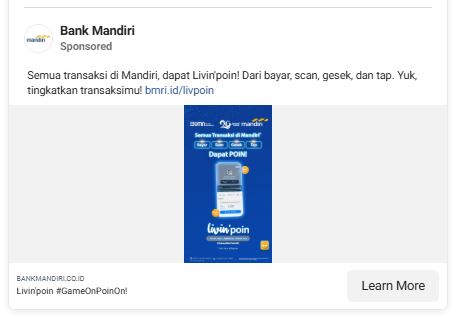 Bank Mandiri
Sponsored
mandiri
Semua transaksi di Mandiri, dapat Livin'poin! Dari bayar, scan, gesek, dan tap. Yuk,
tingkatkan transaksimu! bmri.id/livpoin
BUMN mandiri
Semua Transaksi di Mandiri*
Bayar Scan Gesek Tap
Dapat POIN!
livin'poin
BANKMANDIRI.CO.ID
Livin'poin #GameOnPoinOn!
Learn More